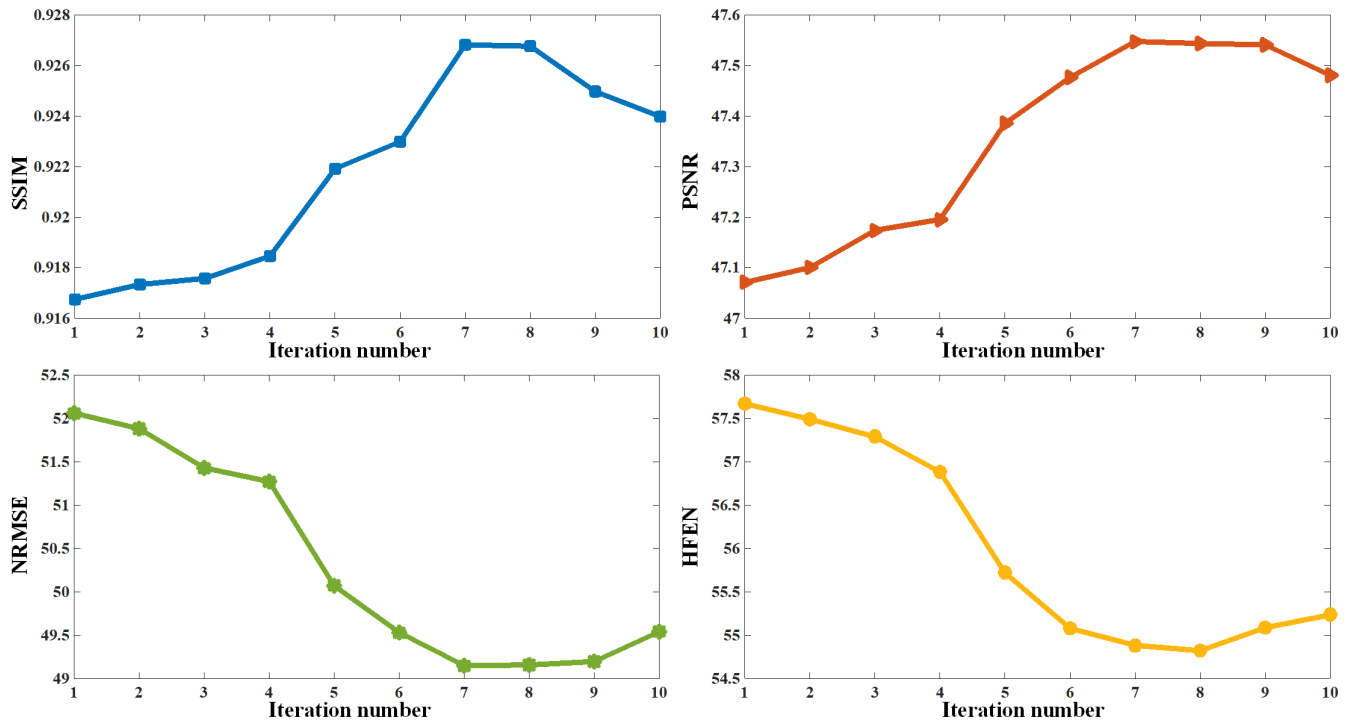 0.928
0.926
0.924
0.922
0.92
0.918
0.916
SSIM
1 2 3 4 5 6 7 8 9 10
Iteration number
47.6
47.5
47.4
47.3
47.2
47.1
47
PSNR
1 2 3 4 5 6 7 8 9 10
Iteration number
52.5
52
51.5
51
50.5
50
49.5
49
NRMSE
1 2 3 4 5 6 7 8 9 10
Iteration number
58
57.5
57
56.5
56
55.5
55
54.5
HFEN
1 2 3 4 5 6 7 8 9 10
Iteration number